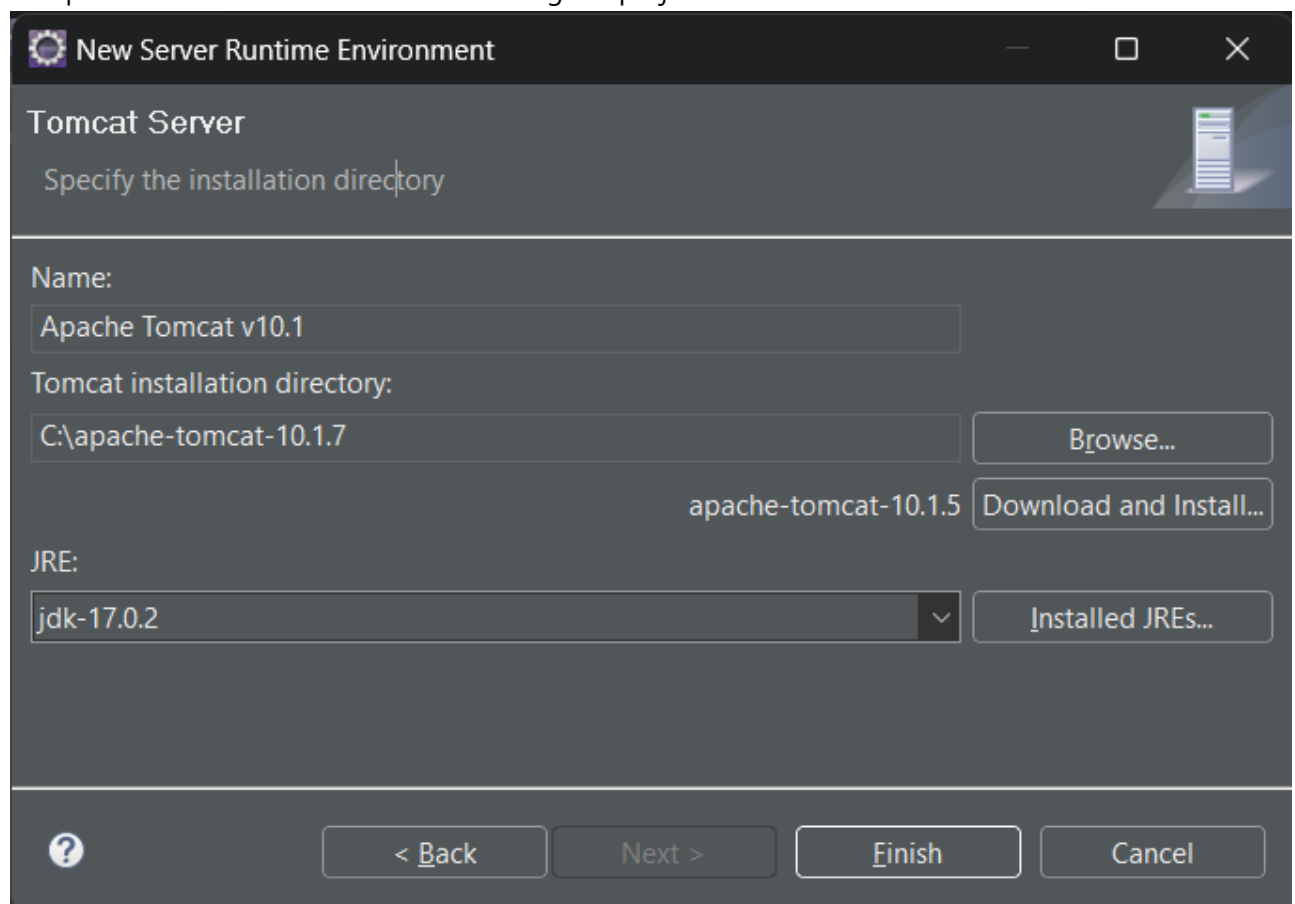 New Server Runtime Environment
Tomcat Server
Specify the installation directory
Name:
Apache Tomcat v10.1
Tomcat installation directory:
C:\apache-tomcat-10.1.7
Browse...
apache-tomcat-10.1.5 Download and Install...
JRE:
jdk-17.0.2
Installed JREs...
< Back Next > Finish Cancel